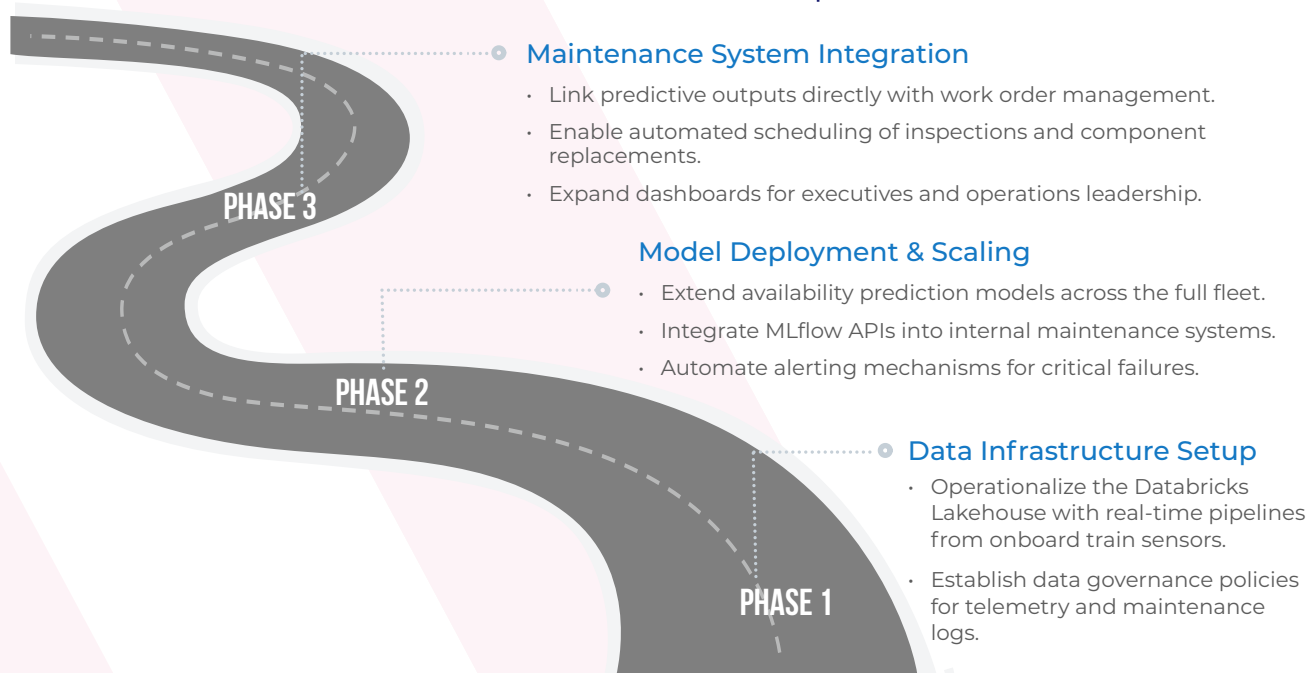 Maintenance System Integration
• Link predictive outputs directly with work order management.
• Enable automated scheduling of inspections and component
replacements.
• Expand dashboards for executives and operations leadership.
PHASE 3
Model Deployment & Scaling
• Extend availability prediction models across the full fleet.
• Integrate MLflow APIs into internal maintenance systems.
• Automate alerting mechanisms for critical failures.
PHASE 2
Data Infrastructure Setup
• Operationalize the Databricks
Lakehouse with real-time pipelines
from onboard train sensors.
• Establish data governance policies
for telemetry and maintenance
logs.
PHASE 1